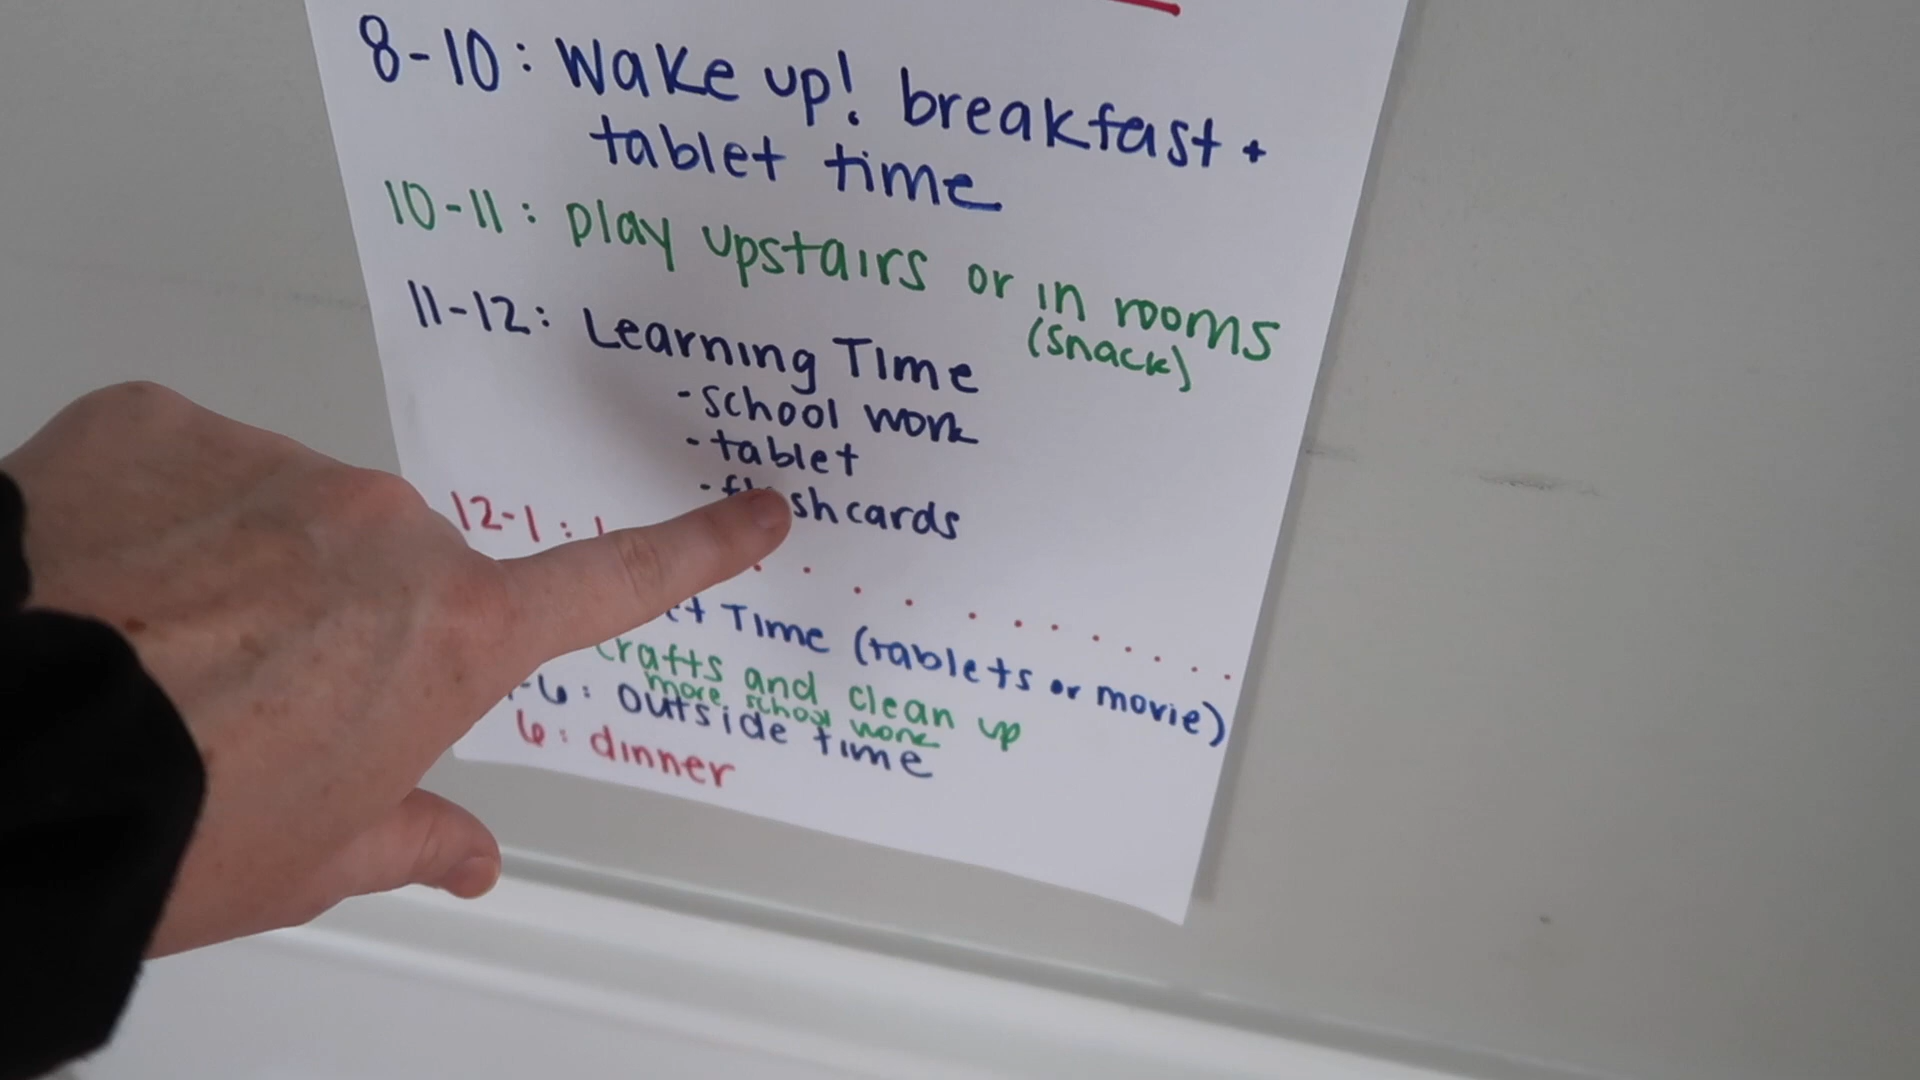 8-10: Wake up! breakfast +
tablet time
10-11: play upstairs or in rooms
(snack)
11-12: Learning Time
- school work
- tablet
- flashcards
12-1:
Time (tablets or movie)
crafts and clean up
more school work
-6: outside time
6: dinner